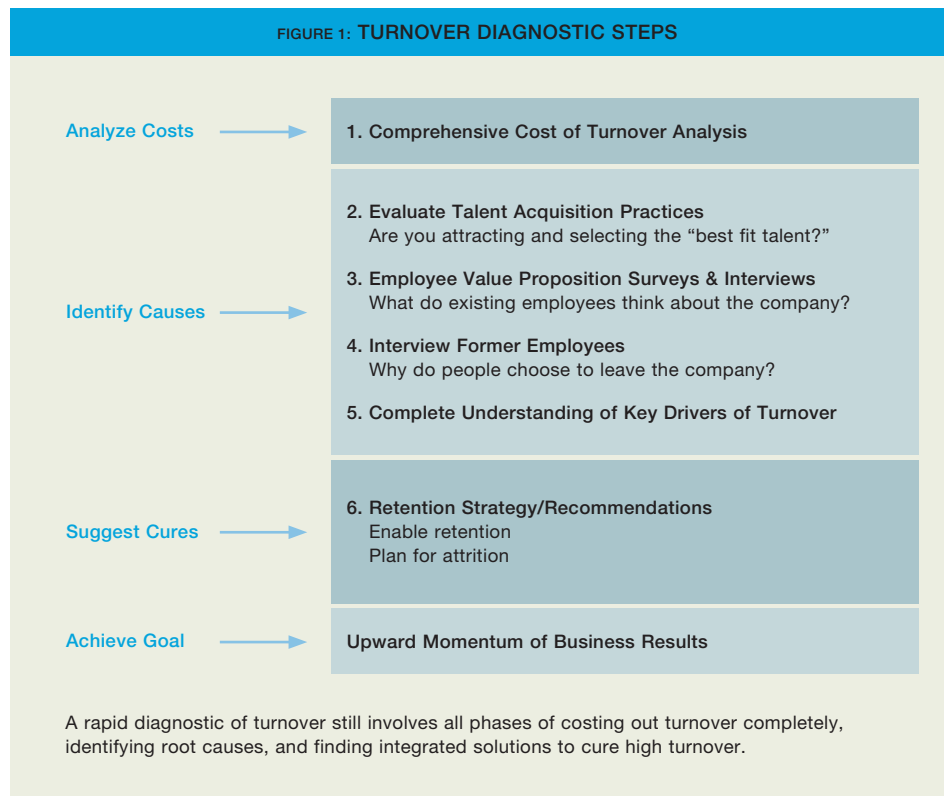 FIGURE 1: TURNOVER DIAGNOSTIC STEPS
Analyze Costs
1. Comprehensive Cost of Turnover Analysis
Identify Causes
2. Evaluate Talent Acquisition Practices
Are you attracting and selecting the “best fit talent?”
3. Employee Value Proposition Surveys & Interviews
What do existing employees think about the company?
4. Interview Former Employees
Why do people choose to leave the company?
5. Complete Understanding of Key Drivers of Turnover
Suggest Cures
6. Retention Strategy/Recommendations
Enable retention
Plan for attrition
Achieve Goal
Upward Momentum of Business Results
A rapid diagnostic of turnover still involves all phases of costing out turnover completely,
identifying root causes, and finding integrated solutions to cure high turnover.